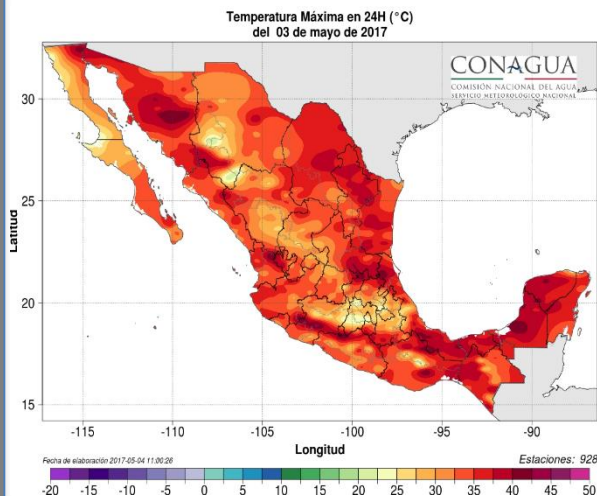 Temperatura Máxima en 24H (°C)
del 03 de mayo de 2017
CONAGUA
COMISIÓN NACIONAL DEL AGUA
SERVICIO METEOROLÓGICO NACIONAL
Latitud
30
25
20
15
-115 -110 -105 -100 -95 -90
Longitud
Fecha de elaboración 2017-05-04 11:00:26
Estaciones: 928
-20 -15 -10 -5 0 5 10 15 20 25 30 35 40 45 50